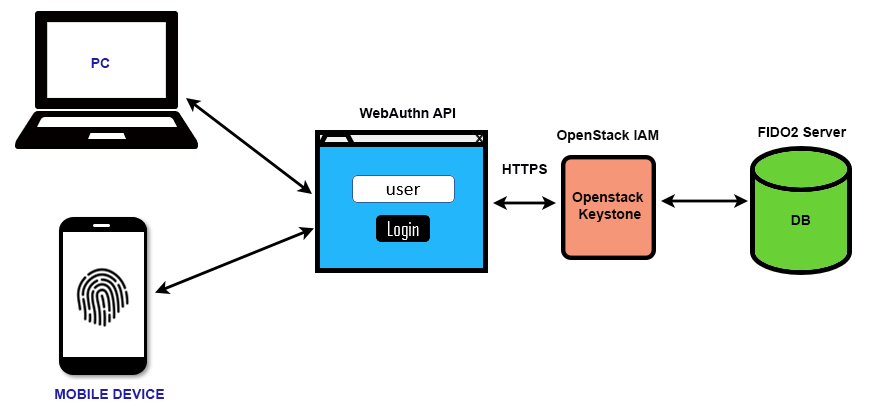 PC
WebAuthn API
OpenStack IAM
FIDO2 Server
user
Login
HTTPS
Openstack
Keystone
DB
MOBILE DEVICE